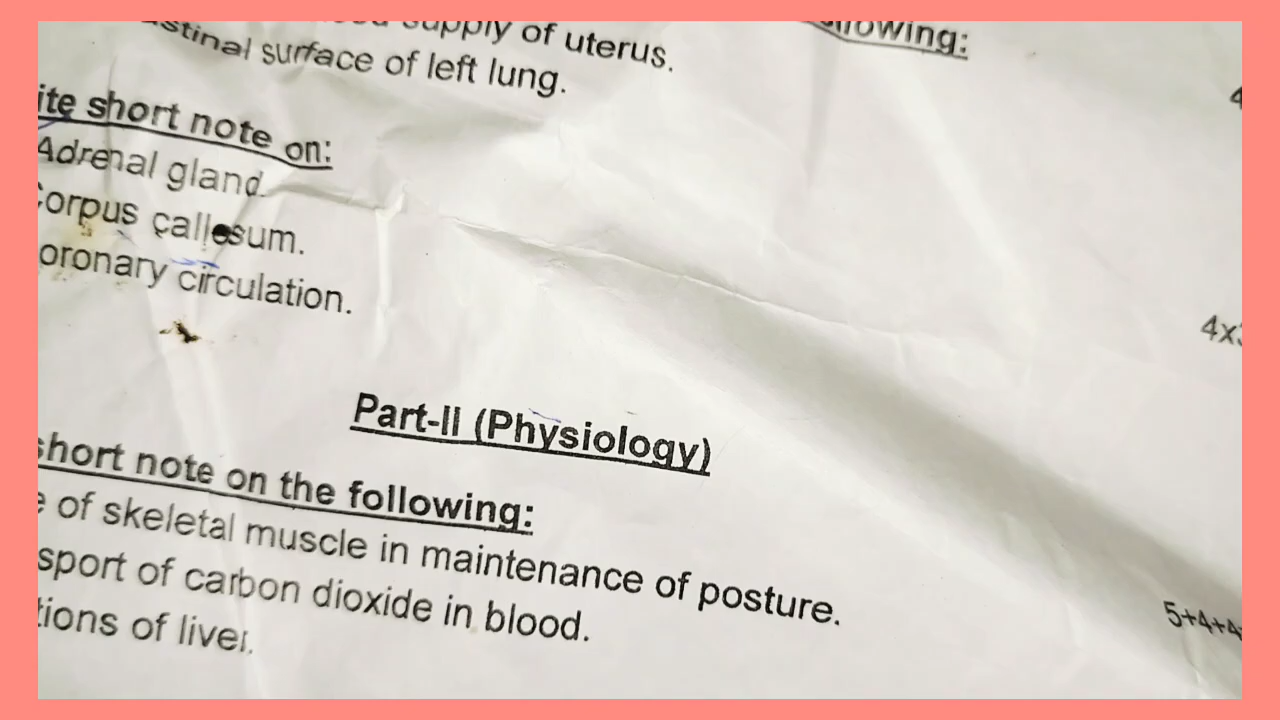 supply of uterus.
lowing:
stinal surface of left lung.
4
ite short note on:
Adrenal gland.
orpus callosum.
oronary circulation.
4x
Part-II (Physiology)
short note on the following:
of skeletal muscle in maintenance of posture.
sport of carbon dioxide in blood.
5+4+4
tions of liver.